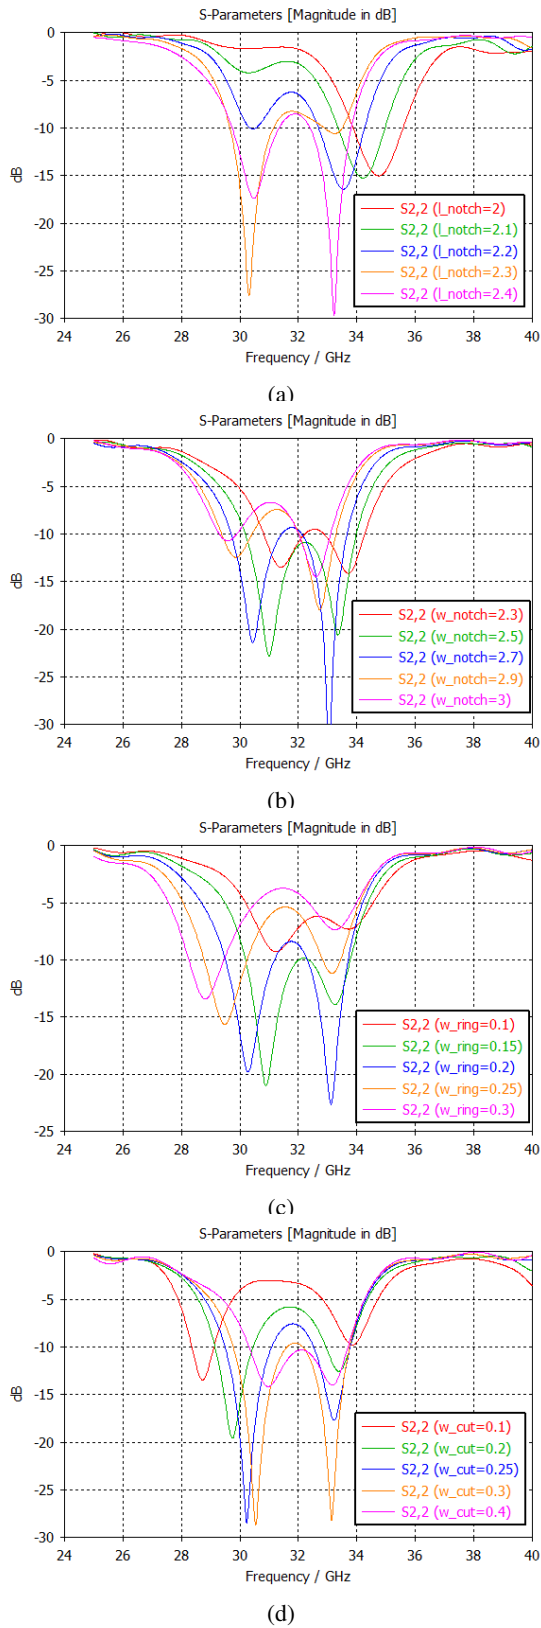 S-Parameters [Magnitude in dB]
0
-5
-10
-15
-20
-25
-30
dB
S2,2 (l_notch=2)
S2,2 (l_notch=2.1)
S2,2 (l_notch=2.2)
S2,2 (l_notch=2.3)
S2,2 (l_notch=2.4)
24 26 28 30 32 34 36 38 40
Frequency / GHz
(a)
S-Parameters [Magnitude in dB]
0
-5
-10
-15
-20
-25
-30
dB
S2,2 (w_notch=2.3)
S2,2 (w_notch=2.5)
S2,2 (w_notch=2.7)
S2,2 (w_notch=2.9)
S2,2 (w_notch=3)
24 26 28 30 32 34 36 38 40
Frequency / GHz
(b)
S-Parameters [Magnitude in dB]
0
-5
-10
-15
-20
-25
dB
S2,2 (w_ring=0.1)
S2,2 (w_ring=0.15)
S2,2 (w_ring=0.2)
S2,2 (w_ring=0.25)
S2,2 (w_ring=0.3)
24 26 28 30 32 34 36 38 40
Frequency / GHz
(c)
S-Parameters [Magnitude in dB]
0
-5
-10
-15
-20
-25
-30
dB
S2,2 (w_cut=0.1)
S2,2 (w_cut=0.2)
S2,2 (w_cut=0.25)
S2,2 (w_cut=0.3)
S2,2 (w_cut=0.4)
24 26 28 30 32 34 36 38 40
Frequency / GHz
(d)